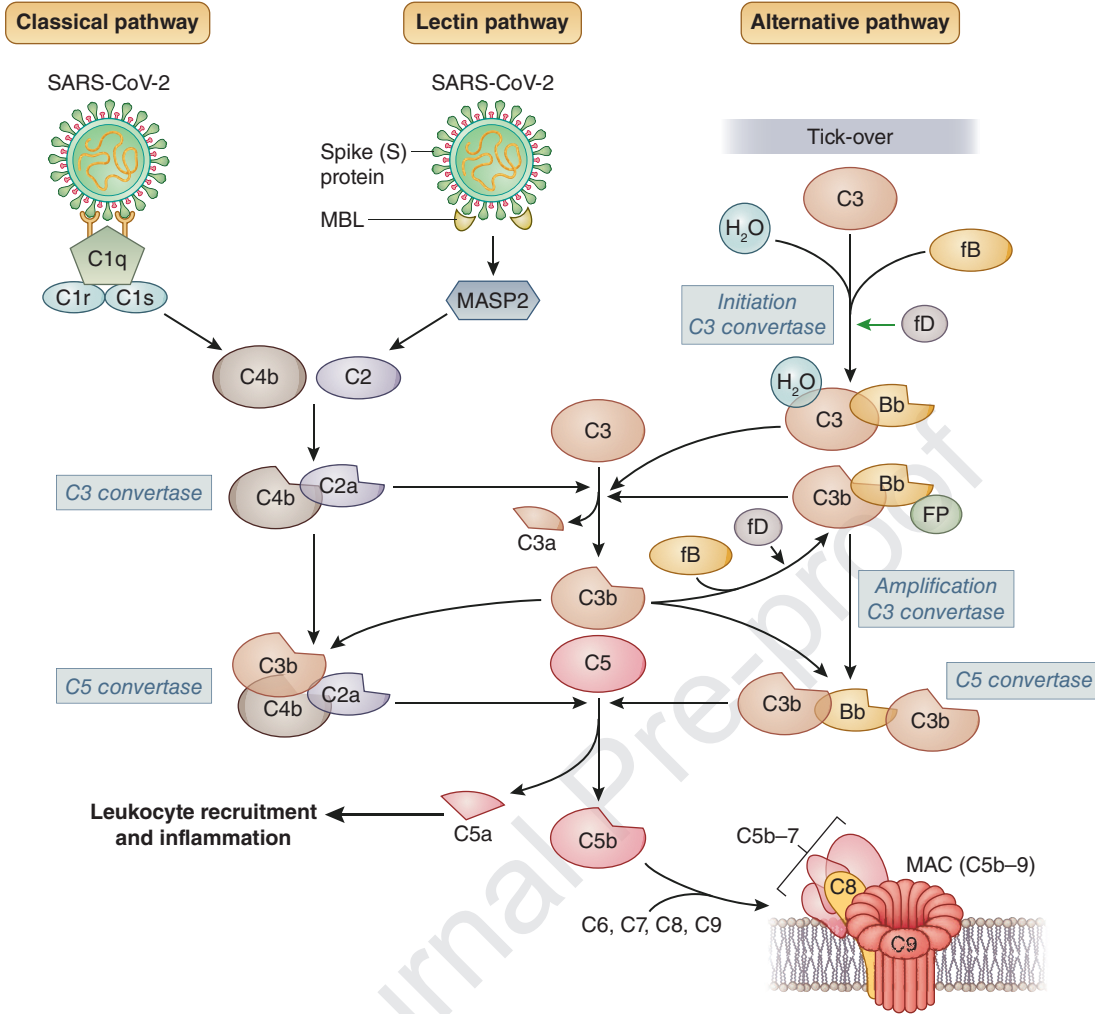 Classical pathway
Lectin pathway
Alternative pathway
SARS-CoV-2
SARS-CoV-2
Tick-over
Spike (S)
protein
MBL
C1q
C1r
C1s
MASP2
C3
H2O
fB
Initiation
C3 convertase
fD
C4b
C2
H2O
C3
Bb
C3
C3 convertase
C4b
C2a
C3b
Bb
FP
C3a
fD
fB
C3b
Amplification
C3 convertase
C5 convertase
C3b
C4b
C2a
C5
C5 convertase
C3b
Bb
C3b
Leukocyte recruitment
and inflammation
C5a
C5b
C5b–7
MAC (C5b–9)
C8
C9
C6, C7, C8, C9
urnal Pre-proof